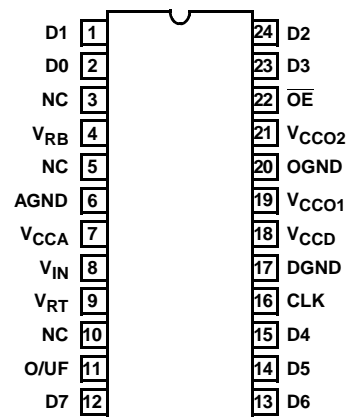 D1 1 24 D2
D0 2 23 D3
NC 3 22 OE
VRB 4 21 VCCO2
NC 5 20 OGND
AGND 6 19 VCCO1
VCCA 7 18 VCCD
VIN 8 17 DGND
VRT 9 16 CLK
NC 10 15 D4
O/UF 11 14 D5
D7 12 13 D6